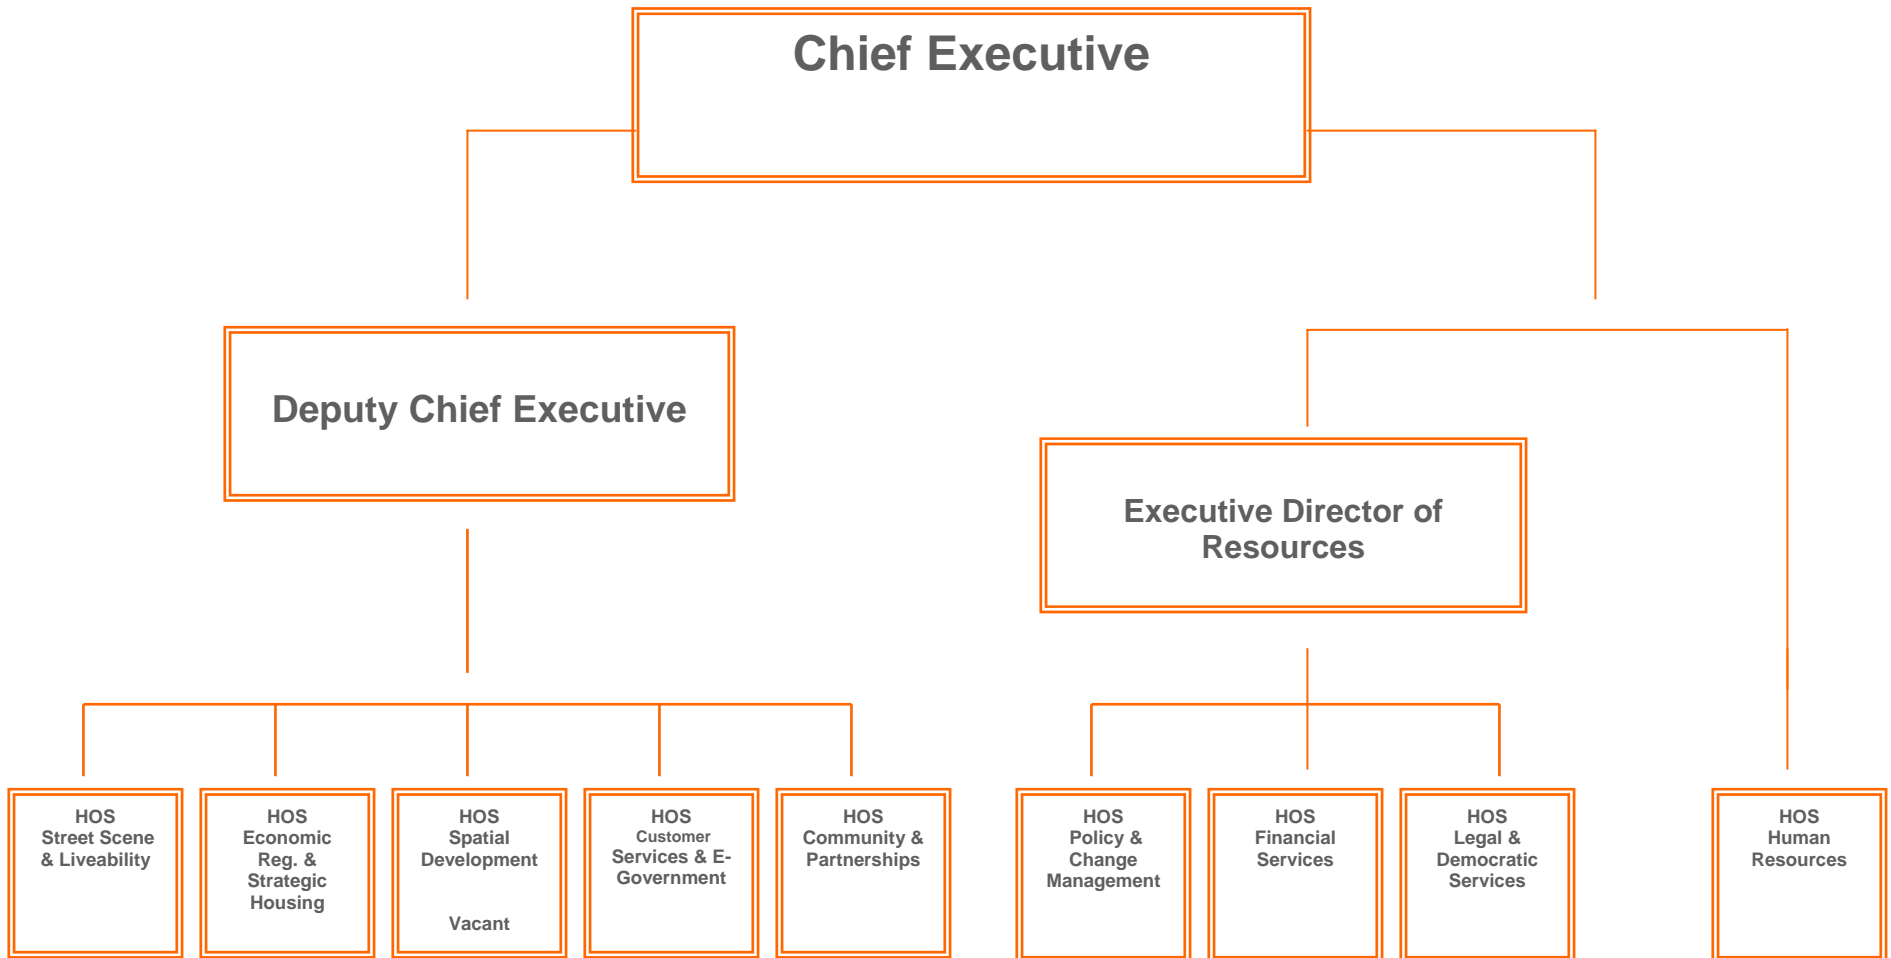 Chief Executive
Deputy Chief Executive
Executive Director of
Resources
HOS
Street Scene
& Liveability
HOS
Economic
Reg. &
Strategic
Housing
HOS
Spatial
Development
Vacant
HOS
Customer
Services & E-
Government
HOS
Community &
Partnerships
HOS
Policy &
Change
Management
HOS
Financial
Services
HOS
Legal &
Democratic
Services
HOS
Human
Resources